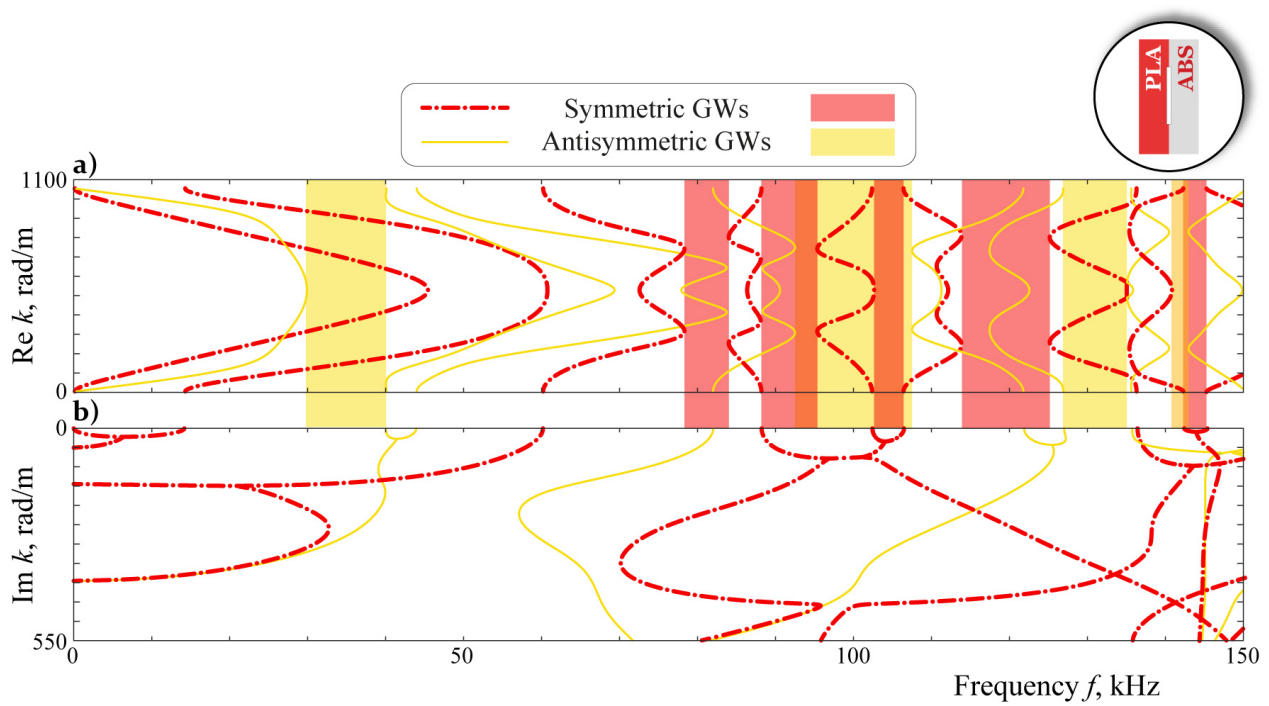 PLA
ABS
Symmetric GWs
Antisymmetric GWs
a)
1100
Re k, rad/m
0
b)
0
Im k, rad/m
550
0
50
100
150
Frequency f, kHz